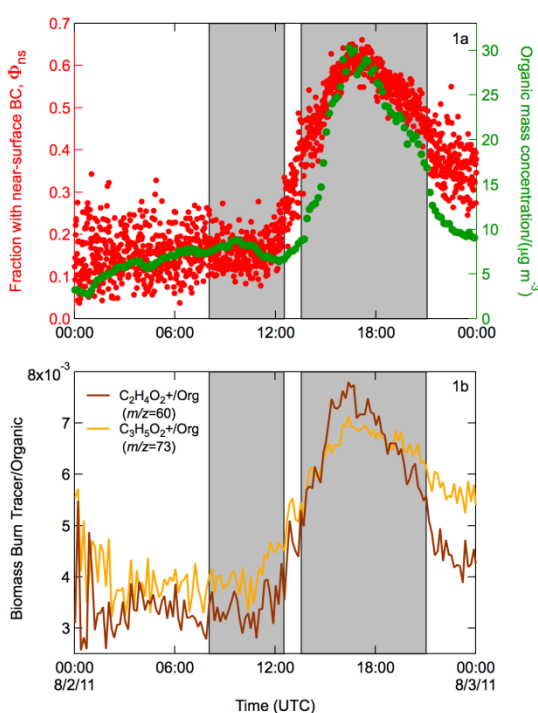 1a
Fraction with near-surface BC, Φns
Organic mass concentration/(μg m-3)
0.7
0.6
0.5
0.4
0.3
0.2
0.1
0.0
30
25
20
15
10
5
0
00:00 06:00 12:00 18:00 00:00
1b
Biomass Burn Tracer/Organic
8x10-3
7
6
5
4
3
C2H4O2+/Org
(m/z=60)
C3H5O2+/Org
(m/z=73)
00:00 06:00 12:00 18:00 00:00
8/2/11 8/3/11
Time (UTC)